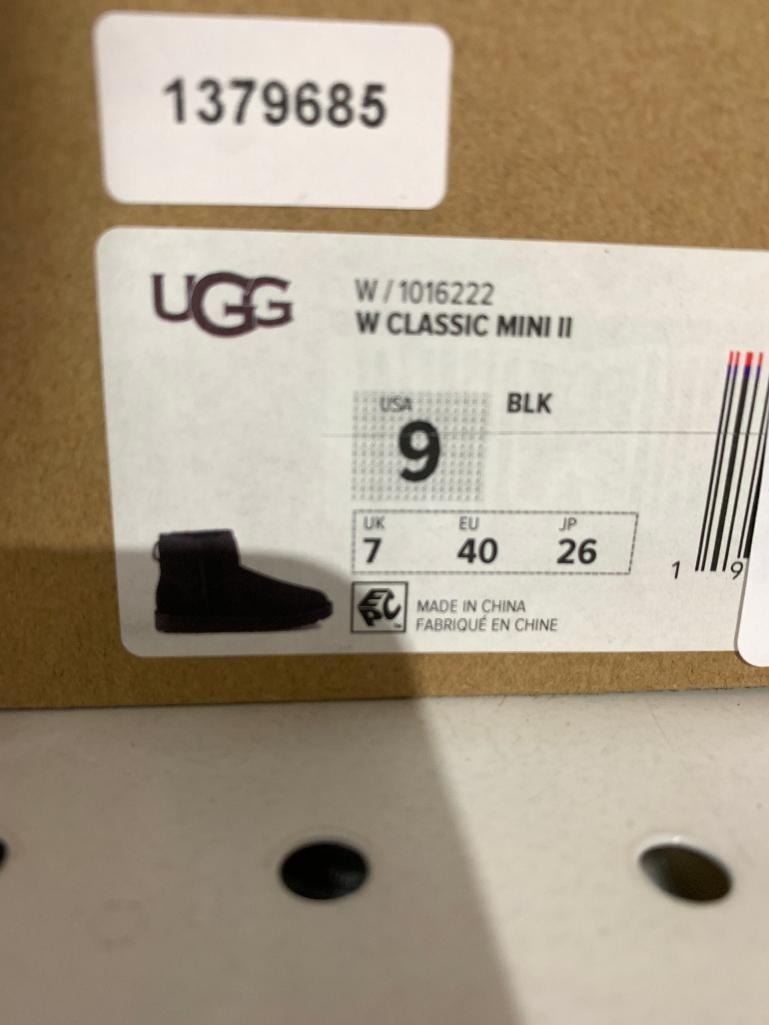 1379685
UGG
W / 1016222
W CLASSIC MINI II
USA
9
BLK
UK EU JP
7 40 26
EPC
MADE IN CHINA
FABRIQUÉ EN CHINE
1 9